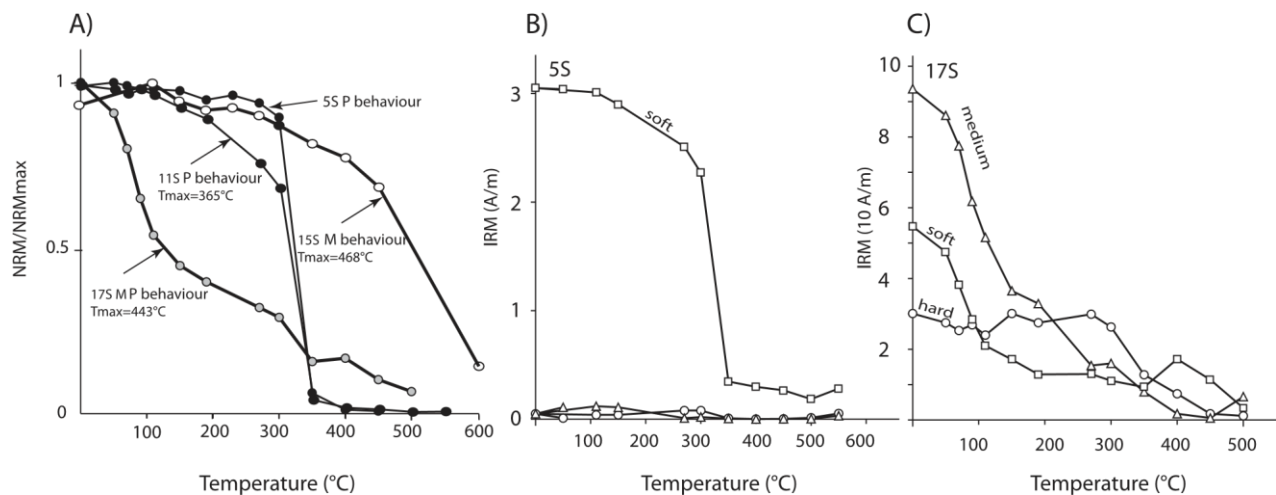 A)
NRM/NRMmax
1
0.5
0
5S P behaviour
11S P behaviour
Tmax=365°C
15S M behaviour
Tmax=468°C
17S M P behaviour
Tmax=443°C
100 200 300 400 500 600
Temperature (°C)
B)
5S
IRM (A/m)
3
2
1
0
soft
0 100 200 300 400 500 600
Temperature (°C)
C)
17S
IRM (10 A/m)
10
8
6
4
2
medium
soft
hard
0 100 200 300 400 500
Temperature (°C)